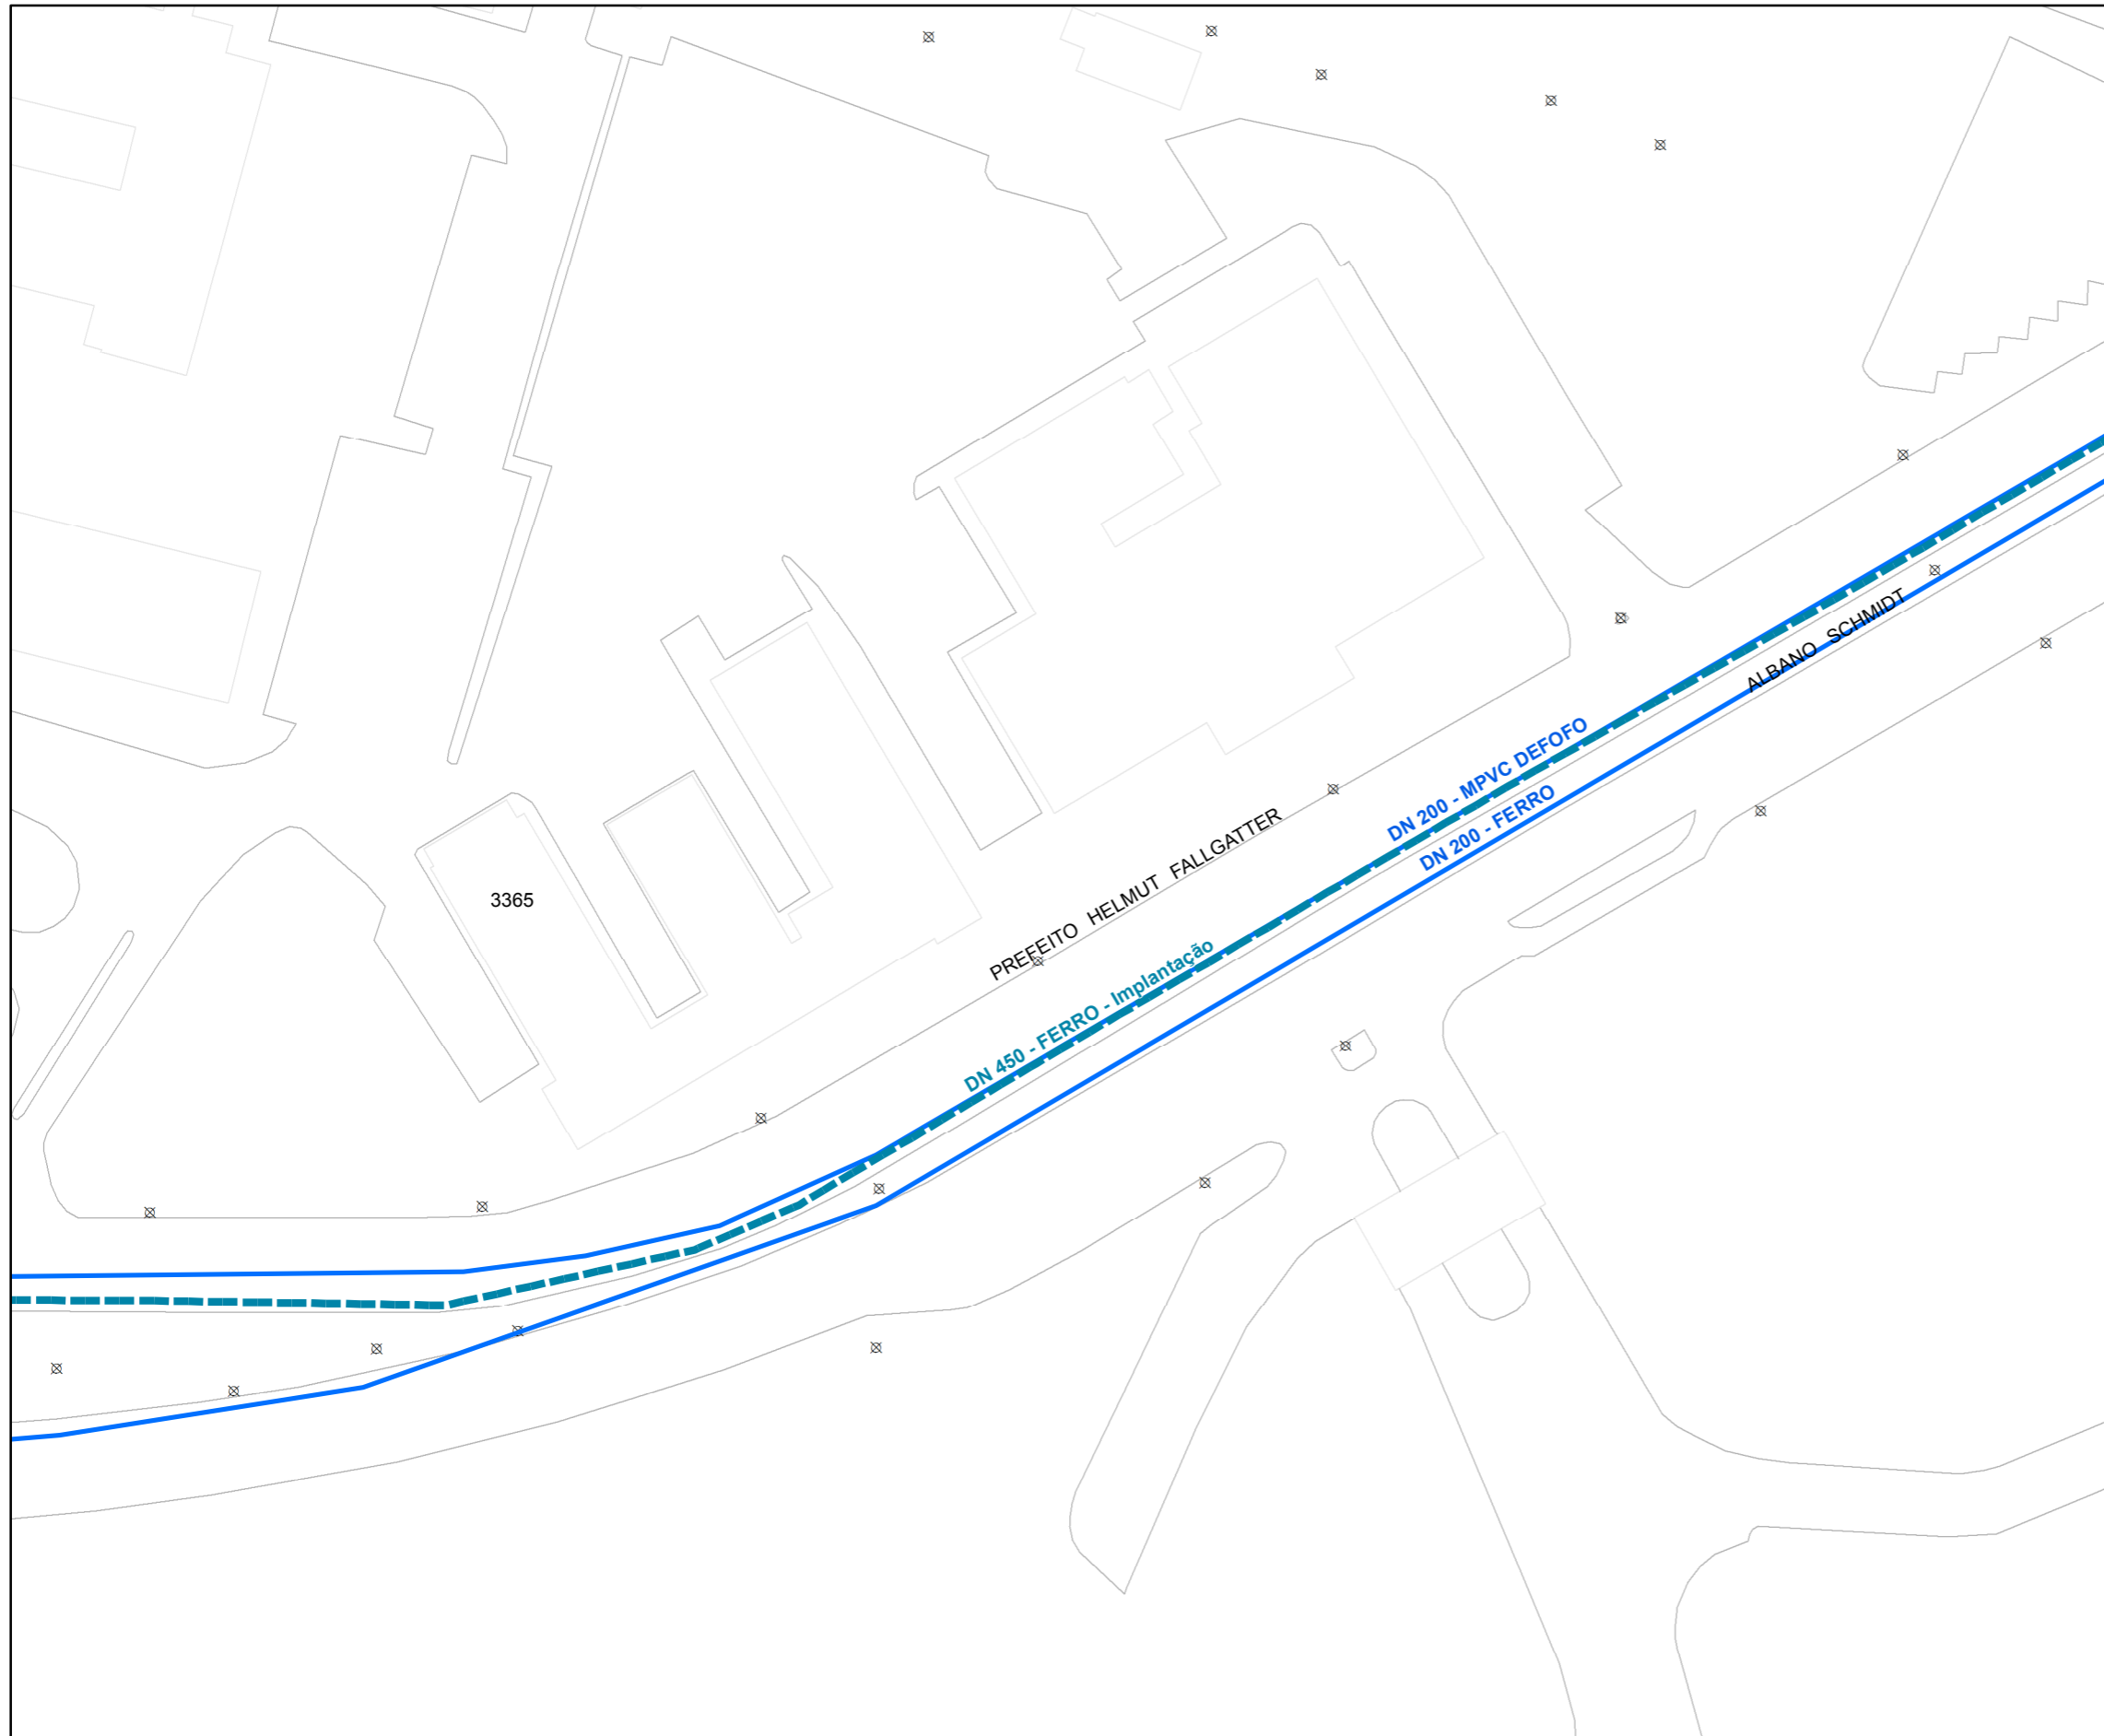 ALBANO SCHMIDT
DN 200 - MPVC DEFOFO
DN 200 - FERRO
PREFEITO HELMUT FALLGATTER
3365
DN 450 - FERRO - Implantação